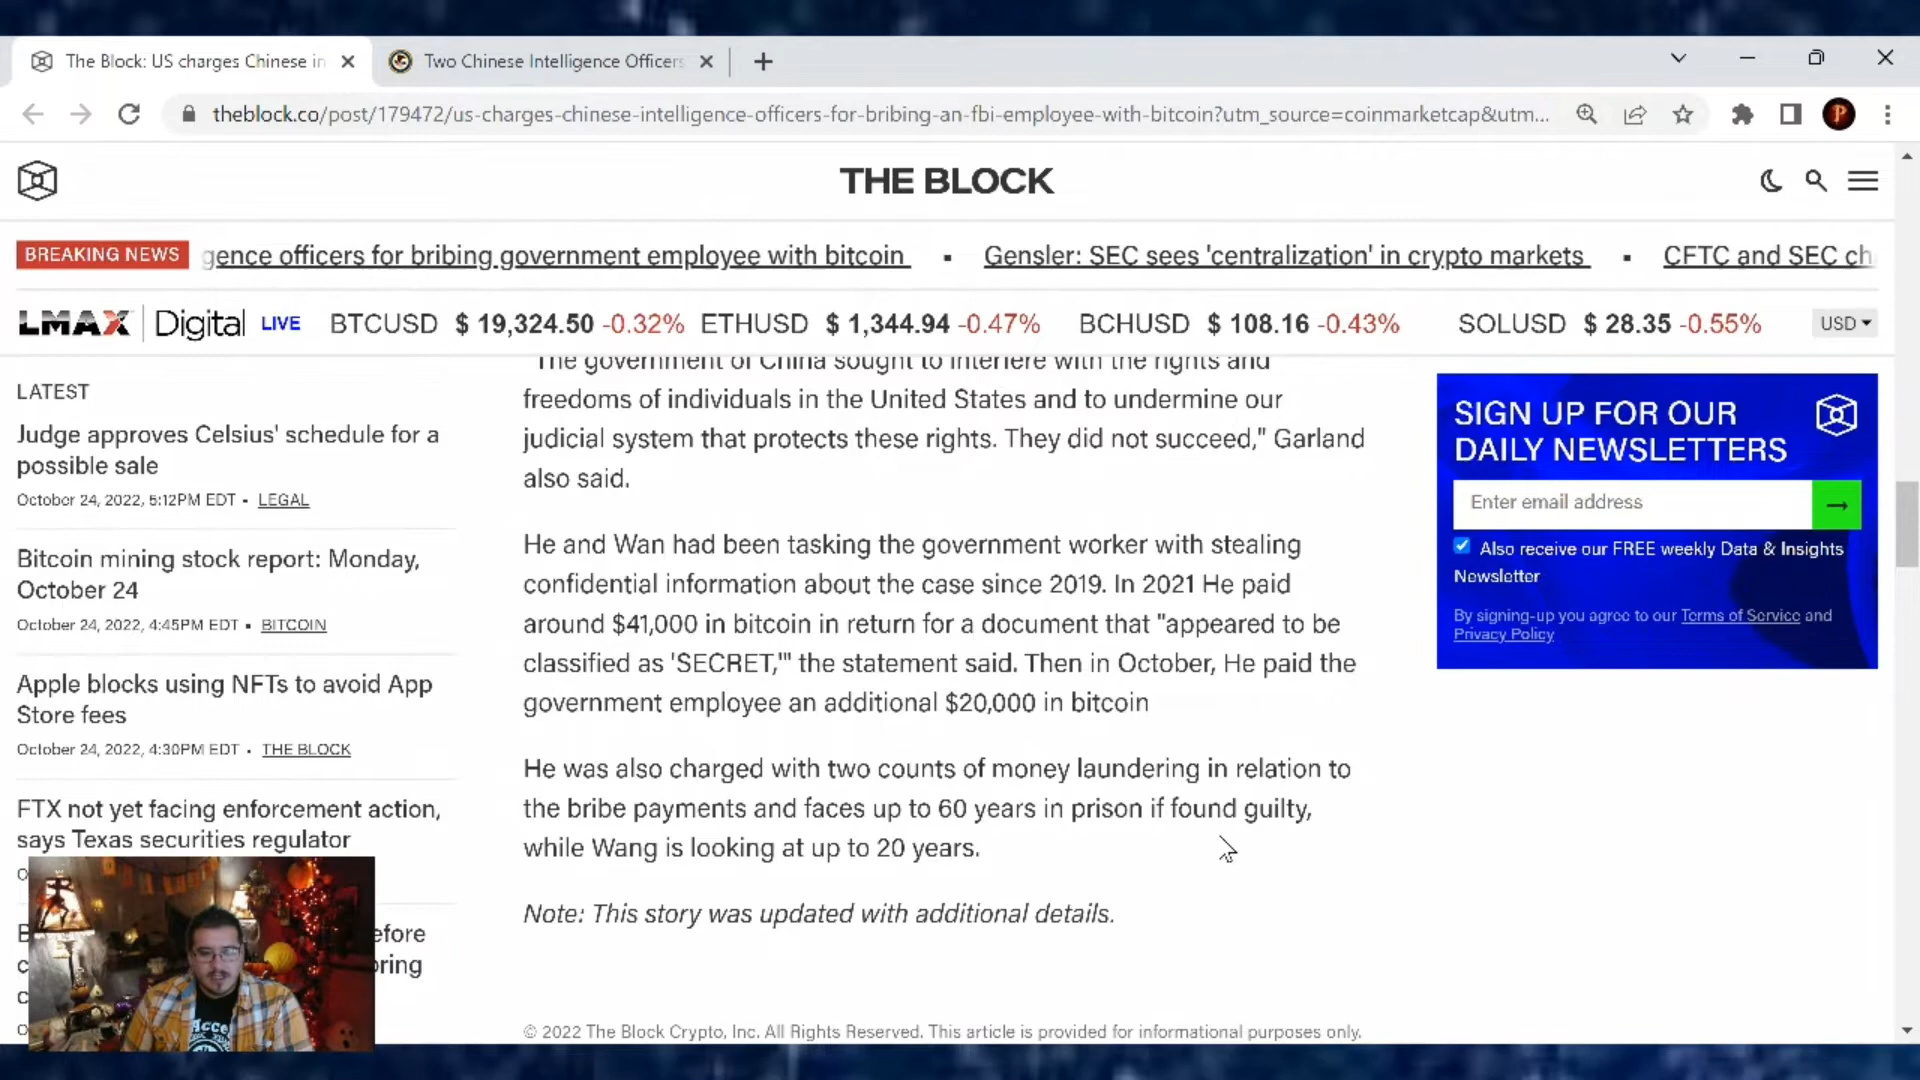 The Block: US charges Chinese in
Two Chinese Intelligence Officers
theblock.co/post/179472/us-charges-chinese-intelligence-officers-for-bribing-an-fbi-employee-with-bitcoin?utm_source=coinmarketcap&utm...
THE BLOCK
BREAKING NEWS
gence officers for bribing government employee with bitcoin ▪ Gensler: SEC sees 'centralization' in crypto markets ▪ CFTC and SEC ch
LMAX Digital LIVE BTCUSD $ 19,324.50 -0.32% ETHUSD $ 1,344.94 -0.47% BCHUSD $ 108.16 -0.43% SOLUSD $ 28.35 -0.55% USD
LATEST
Judge approves Celsius' schedule for a
possible sale
October 24, 2022, 5:12PM EDT • LEGAL
Bitcoin mining stock report: Monday,
October 24
October 24, 2022, 4:45PM EDT • BITCOIN
Apple blocks using NFTs to avoid App
Store fees
October 24, 2022, 4:30PM EDT • THE BLOCK
FTX not yet facing enforcement action,
says Texas securities regulator
efore
oring
The government of China sought to interfere with the rights and
freedoms of individuals in the United States and to undermine our
judicial system that protects these rights. They did not succeed," Garland
also said.
He and Wan had been tasking the government worker with stealing
confidential information about the case since 2019. In 2021 He paid
around $41,000 in bitcoin in return for a document that "appeared to be
classified as 'SECRET,'" the statement said. Then in October, He paid the
government employee an additional $20,000 in bitcoin
He was also charged with two counts of money laundering in relation to
the bribe payments and faces up to 60 years in prison if found guilty,
while Wang is looking at up to 20 years.
Note: This story was updated with additional details.
© 2022 The Block Crypto, Inc. All Rights Reserved. This article is provided for informational purposes only.
SIGN UP FOR OUR
DAILY NEWSLETTERS
Enter email address
Also receive our FREE weekly Data & Insights
Newsletter
By signing-up you agree to our Terms of Service and
Privacy Policy